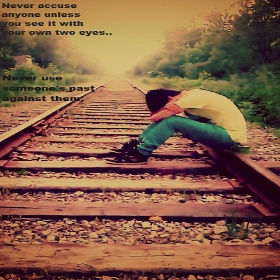 Never accuse
anyone unless
you see it with
your own two eyes..
Never use
someone's past
against them.